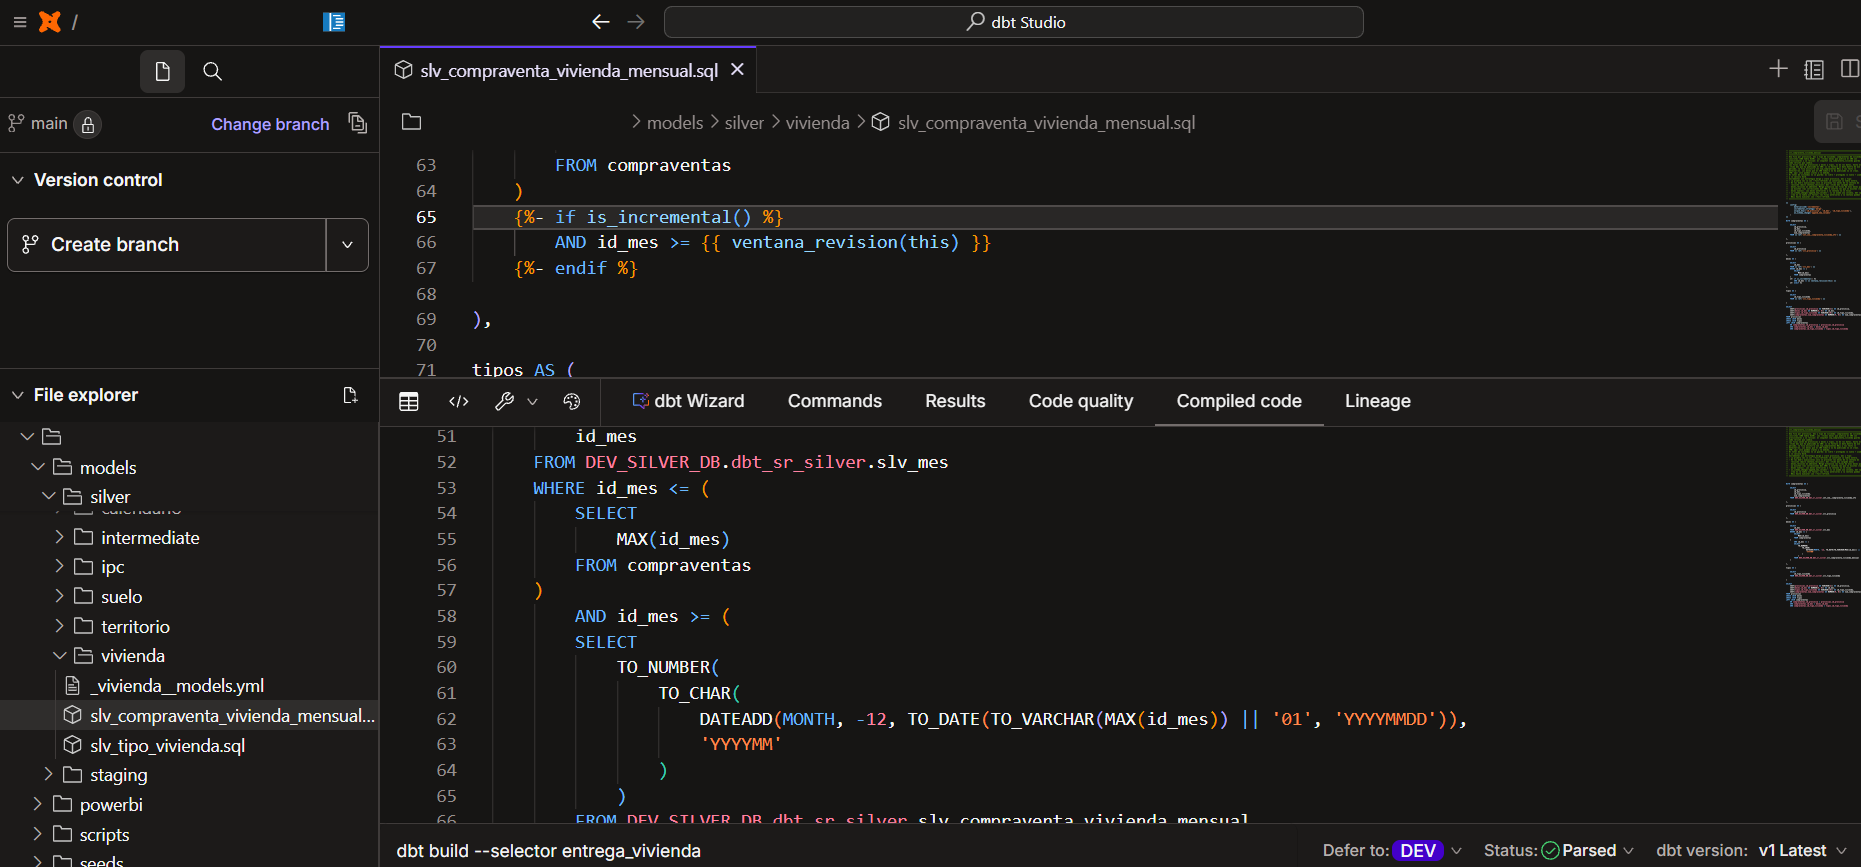 /
dbt Studio
slv_compraventa_vivienda_mensual.sql
main
Change branch
> models > silver > vivienda > slv_compraventa_vivienda_mensual.sql
Version control
Create branch
File explorer
models
silver
intermediate
ipc
suelo
territorio
vivienda
_vivienda__models.yml
slv_compraventa_vivienda_mensual...
slv_tipo_vivienda.sql
staging
powerbi
scripts
seeds
63 FROM compraventas
64 )
65 {%- if is_incremental() %}
66 AND id_mes >= {{ ventana_revision(this) }}
67 {%- endif %}
68
69 ),
70
71 tipos AS (
dbt Wizard Commands Results Code quality Compiled code Lineage
51 id_mes
52 FROM DEV_SILVER_DB.dbt_sr_silver.slv_mes
53 WHERE id_mes <= (
54 SELECT
55 MAX(id_mes)
56 FROM compraventas
57 )
58 AND id_mes >= (
59 SELECT
60 TO_NUMBER(
61 TO_CHAR(
62 DATEADD(MONTH, -12, TO_DATE(TO_VARCHAR(MAX(id_mes)) || '01', 'YYYYMMDD')),
63 'YYYYMM'
64 )
65 )
66 FROM DEV_SILVER_DB.dbt_sr_silver.slv_compraventa_vivienda_mensual
dbt build --selector entrega_vivienda
Defer to: DEV Status: Parsed dbt version: v1 Latest